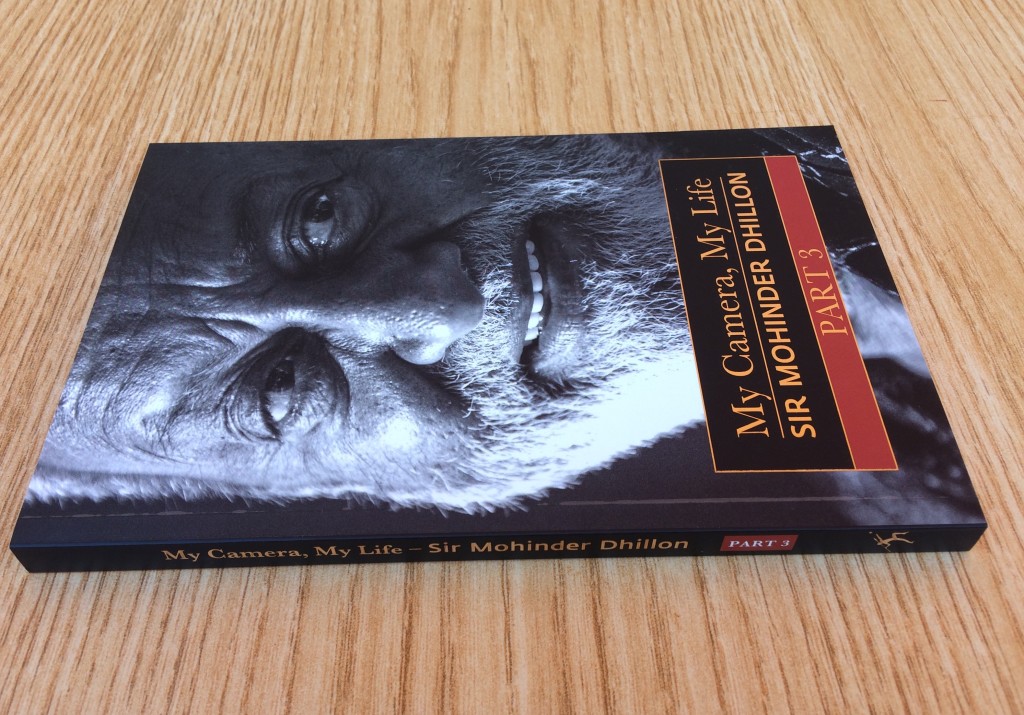 My Camera, My Life
SIR MOHINDER DHILLON
PART 3
My Camera, My Life – Sir Mohinder Dhillon PART 3